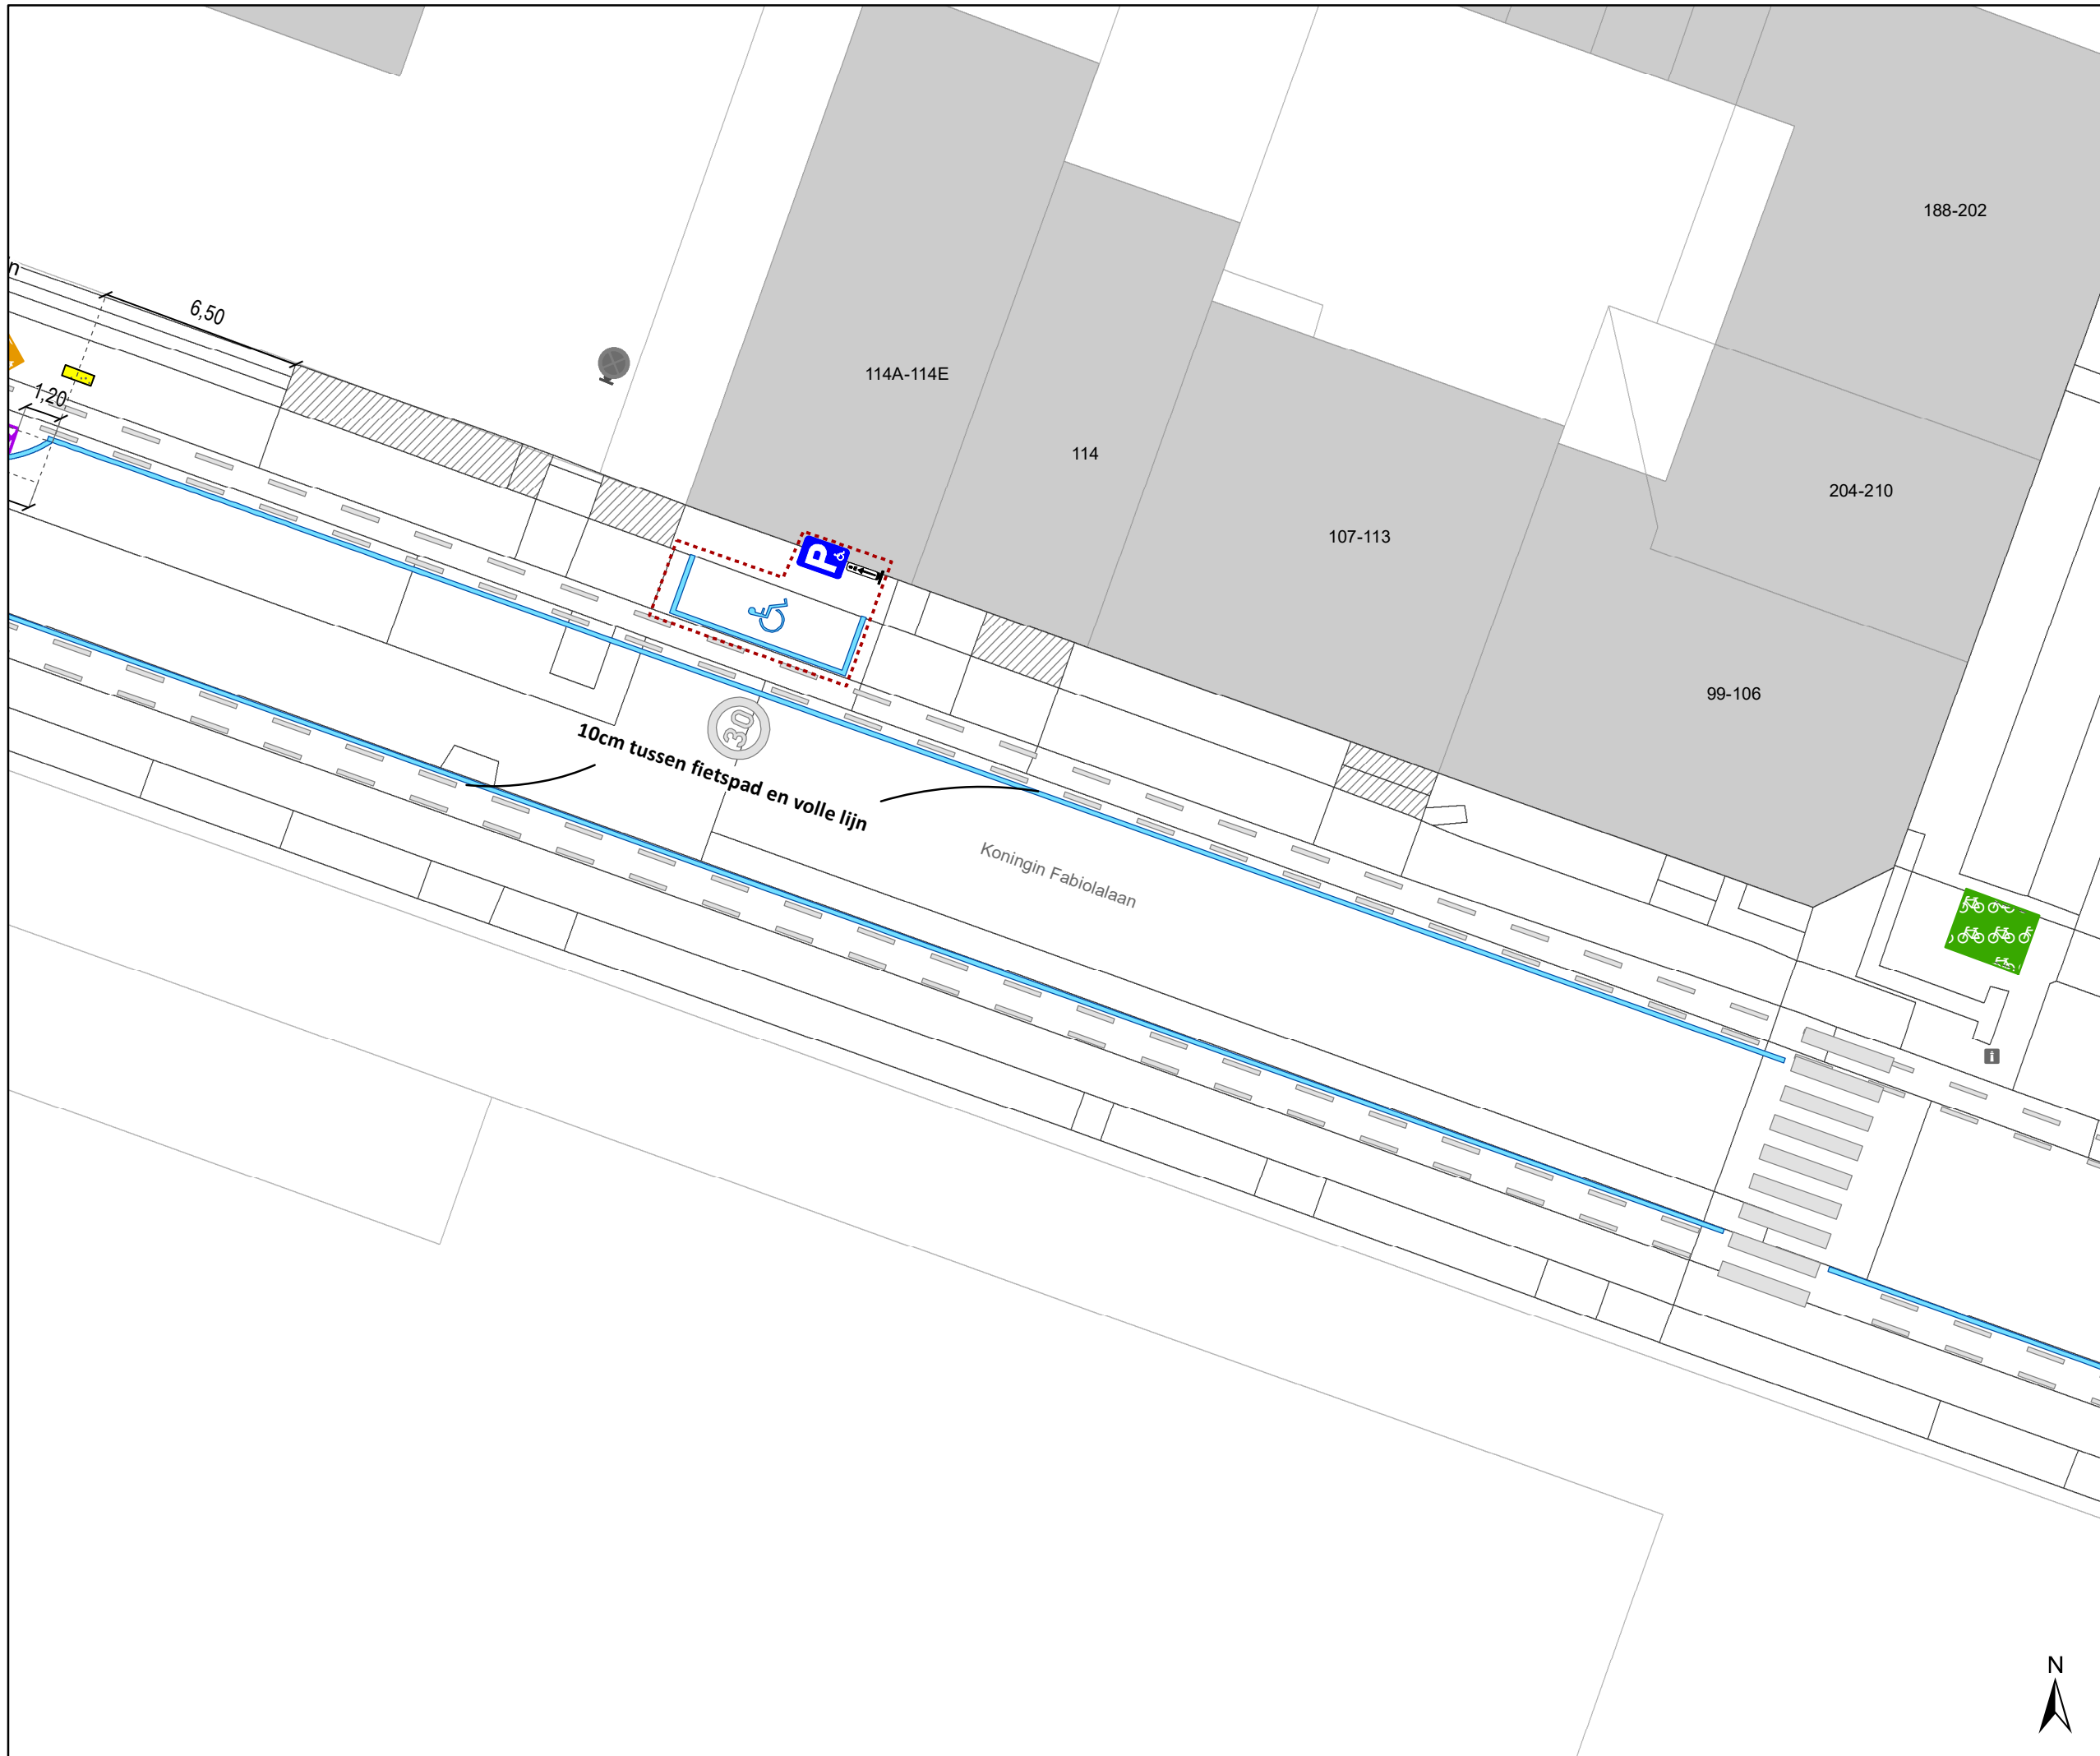 188-202
n
6,50
114A-114E
1,20
114
204-210
107-113
P
99-106
30
10cm tussen fietspad en volle lijn
Koningin Fabiolalaan
i
N